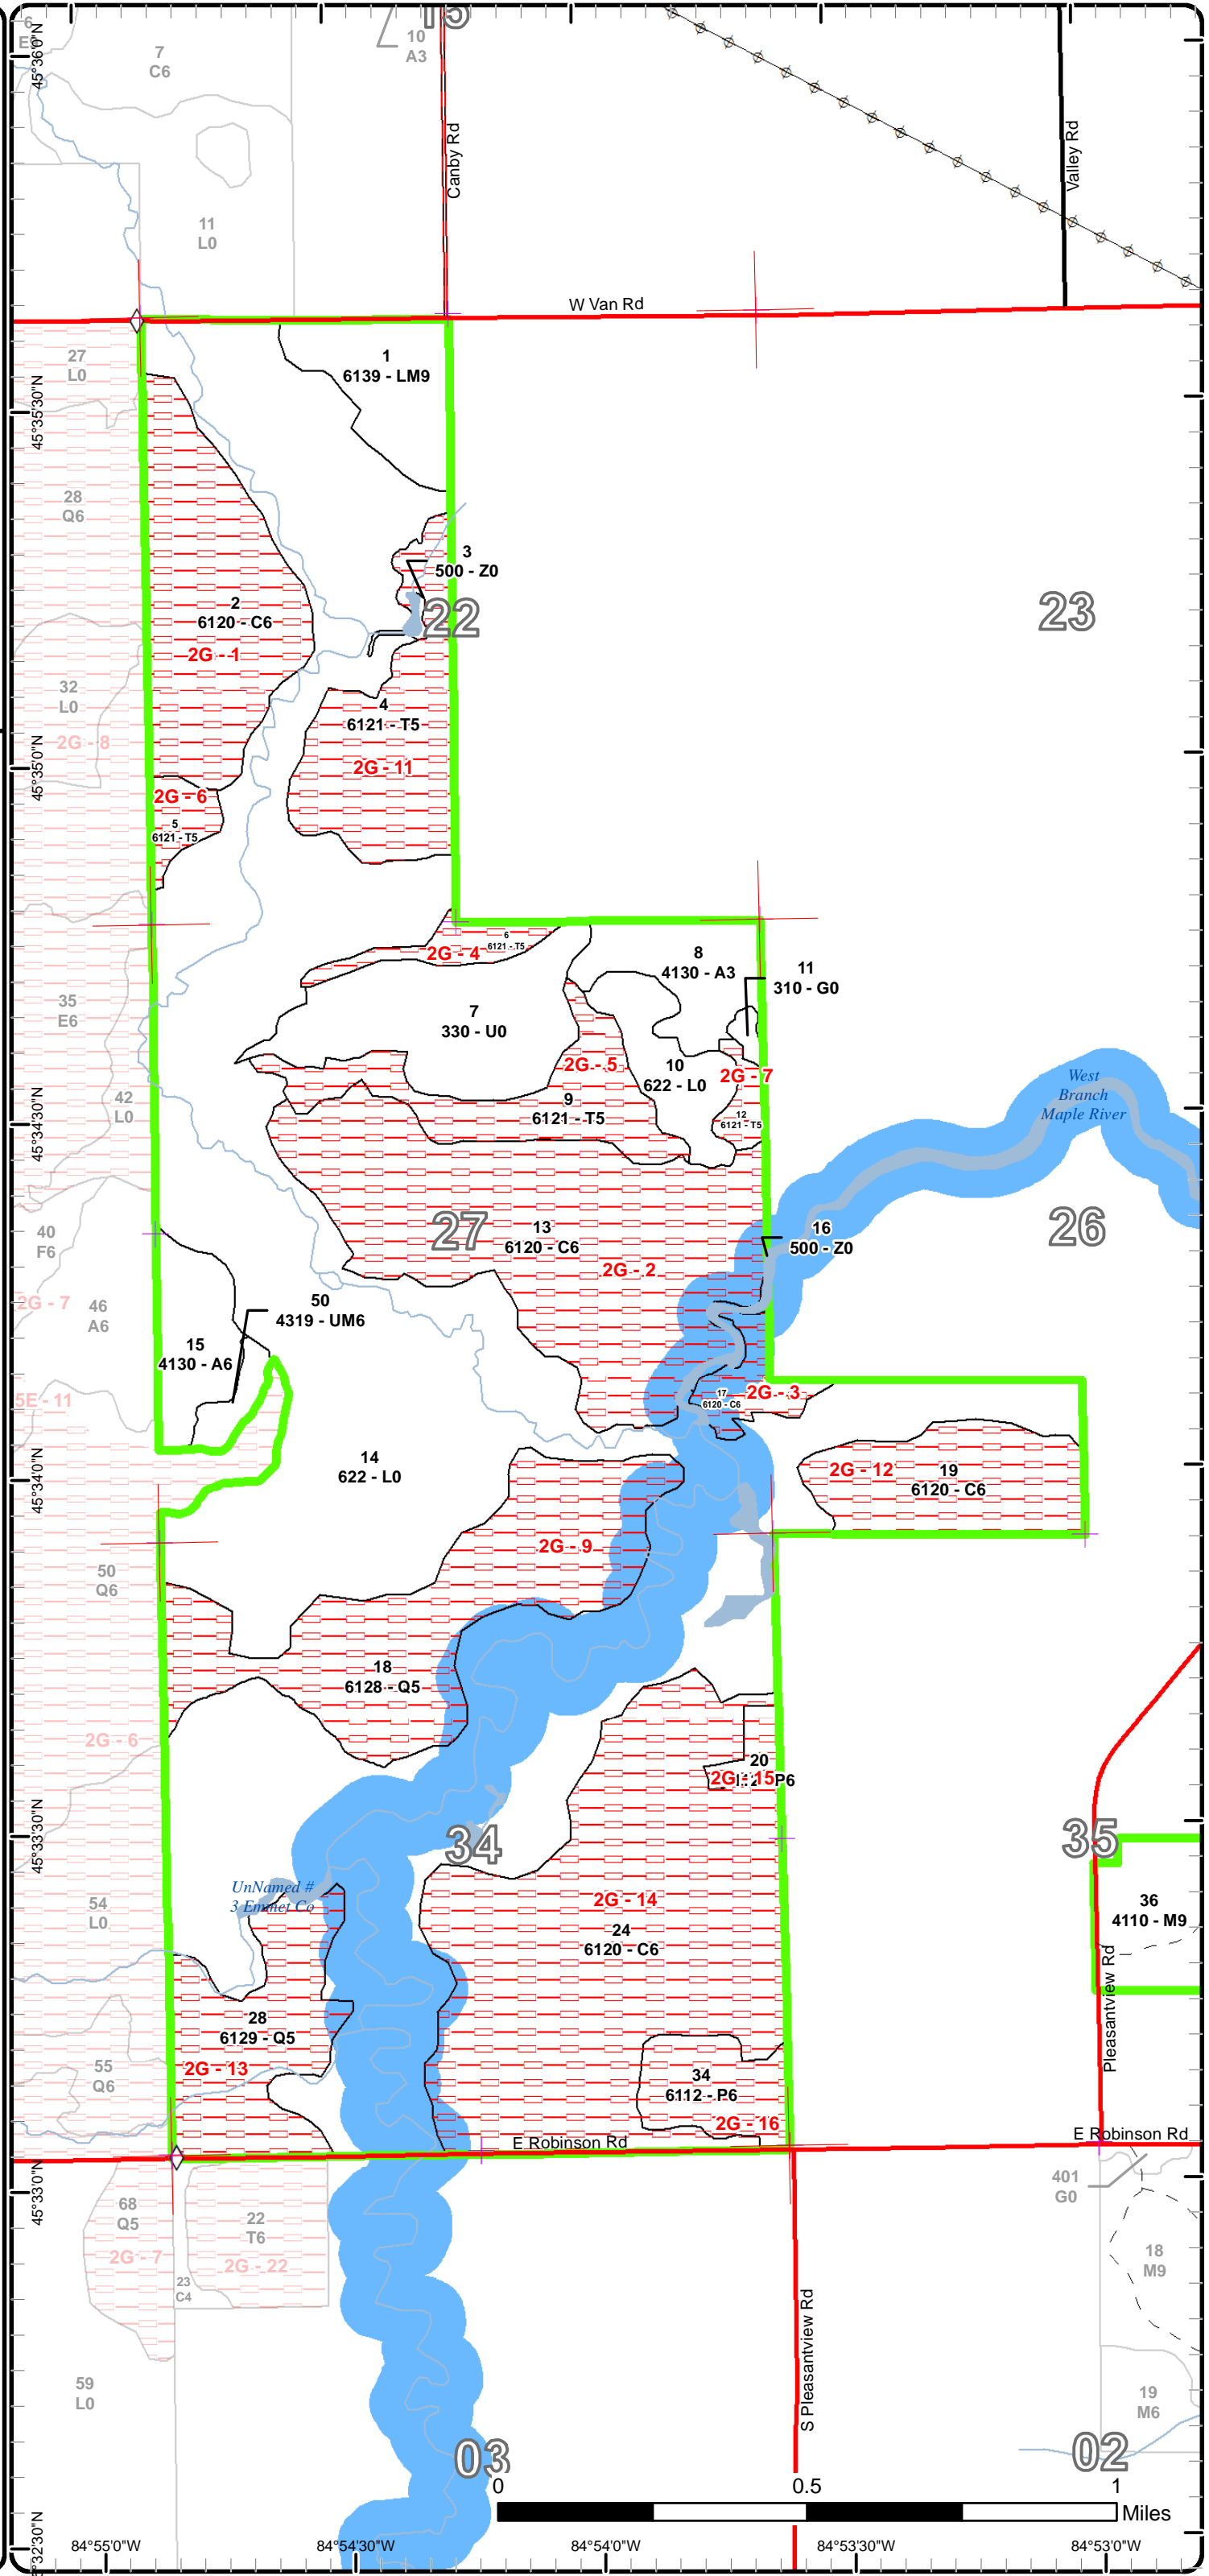 15
6
7
C6
10
A3
45°36'0"N
Canby Rd
Valley Rd
11
L0
W Van Rd
27
L0
1
6139 - LM9
45°35'30"N
28
Q6
3
500 - Z0
2
6120 - C6
22
23
2G - 1
32
L0
4
6121 - T5
2G - 8
45°35'0"N
2G - 11
2G - 6
5
6121 - T5
6
6121 - T5
2G - 4
8
4130 - A3
11
310 - G0
35
E6
7
330 - U0
2G - 5
10
622 - L0
2G - 7
West
Branch
Maple River
42
L0
9
6121 - T5
12
6121 - T5
45°34'30"N
40
F6
27
13
6120 - C6
16
500 - Z0
26
2G - 2
2G - 7
46
A6
50
4319 - UM6
15
4130 - A6
5E - 11
17
6120 - C6
2G - 3
14
622 - L0
2G - 12
19
6120 - C6
45°34'0"N
2G - 9
50
Q6
18
6128 - Q5
2G - 6
20
2G - 15
P6
45°33'30"N
34
35
UnNamed #
3 Emmet Co
2G - 14
54
L0
24
6120 - C6
36
4110 - M9
28
6129 - Q5
Pleasantview Rd
55
Q6
2G - 13
34
6112 - P6
2G - 16
E Robinson Rd
E Robinson Rd
45°33'0"N
401
G0
68
Q5
22
T6
2G - 7
2G - 22
23
C4
18
M9
S Pleasantview Rd
59
L0
19
M6
03
02
0
0.5
1
Miles
5°32'30"N
84°55'0"W
84°54'30"W
84°54'0"W
84°53'30"W
84°53'0"W